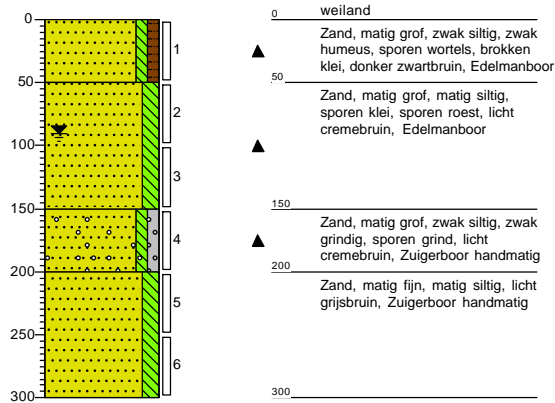 0
50
100
150
200
250
300
1
2
3
4
5
6
0 weiland
Zand, matig grof, zwak siltig, zwak
humeus, sporen wortels, brokken
klei, donker zwartbruin, Edelmanboor
50
Zand, matig grof, matig siltig,
sporen klei, sporen roest, licht
cremebruin, Edelmanboor
150
Zand, matig grof, zwak siltig, zwak
grindig, sporen grind, licht
cremebruin, Zuigerboor handmatig
200
Zand, matig fijn, matig siltig, licht
grijsbruin, Zuigerboor handmatig
300